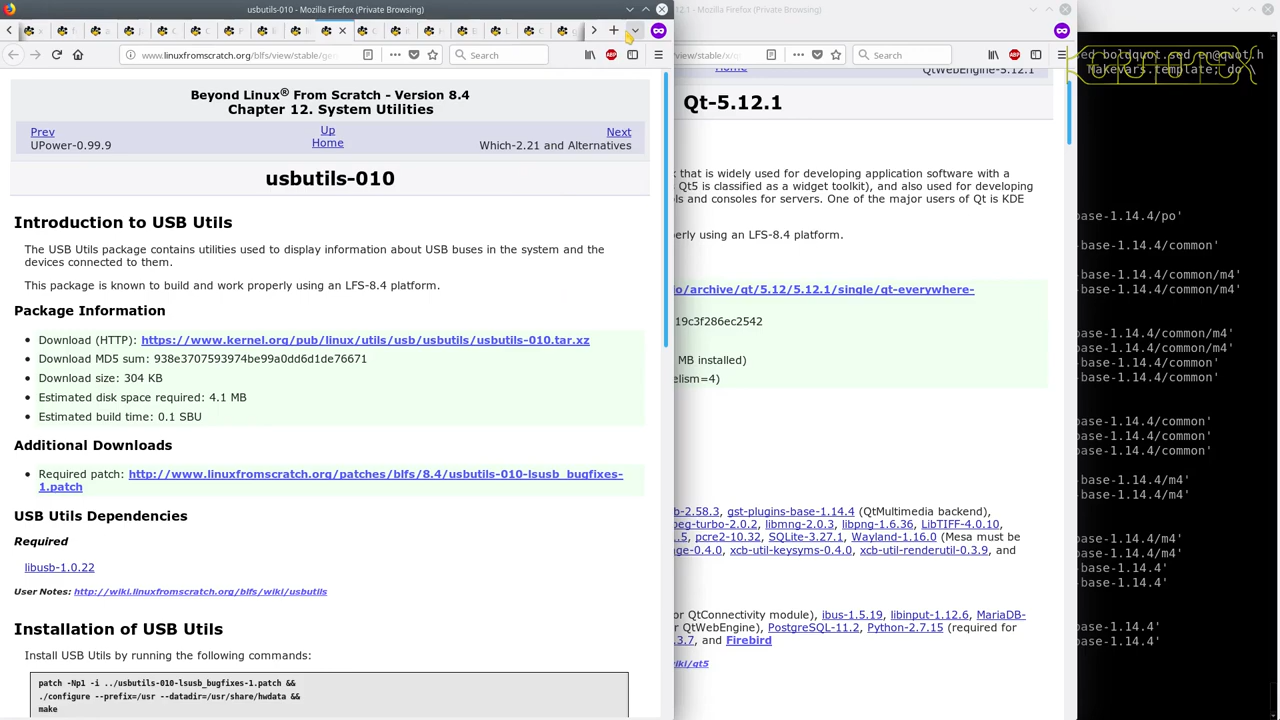 usbutils-010 - Mozilla Firefox (Private Browsing)
www.linuxfromscratch.org/blfs/view/stable/gen
Search
Beyond Linux® From Scratch - Version 8.4
Chapter 12. System Utilities
Prev
Up
Next
UPower-0.99.9
Home
Which-2.21 and Alternatives
usbutils-010
Introduction to USB Utils
The USB Utils package contains utilities used to display information about USB buses in the system and the
devices connected to them.
This package is known to build and work properly using an LFS-8.4 platform.
Package Information
Download (HTTP): https://www.kernel.org/pub/linux/utils/usb/usbutils/usbutils-010.tar.xz
Download MD5 sum: 938e3707593974be99a0dd6d1de76671
Download size: 304 KB
Estimated disk space required: 4.1 MB
Estimated build time: 0.1 SBU
Additional Downloads
Required patch: http://www.linuxfromscratch.org/patches/blfs/8.4/usbutils-010-lsusb_bugfixes-
1.patch
USB Utils Dependencies
Required
libusb-1.0.22
User Notes: http://wiki.linuxfromscratch.org/blfs/wiki/usbutils
Installation of USB Utils
Install USB Utils by running the following commands:
patch -Np1 -i ../usbutils-010-lsusb_bugfixes-1.patch &&
./configure --prefix=/usr --datadir=/usr/share/hwdata &&
make
12.1 - Mozilla Firefox (Private Browsing)
/view/stable/x/
Search
Home
QtWebEngine-5.12.1
Qt-5.12.1
k that is widely used for developing application software with a
Qt5 is classified as a widget toolkit), and also used for developing
ls and consoles for servers. One of the major users of Qt is KDE
erly using an LFS-8.4 platform.
io/archive/qt/5.12/5.12.1/single/qt-everywhere-
19c3f286ec2542
MB installed)
elism=4)
b-2.58.3, gst-plugins-base-1.14.4 (QtMultimedia backend),
peg-turbo-2.0.2, libmng-2.0.3, libpng-1.6.36, LibTIFF-4.0.10,
1.5, pcre2-10.32, SQLite-3.27.1, Wayland-1.16.0 (Mesa must be
ge-0.4.0, xcb-util-keysyms-0.4.0, xcb-util-renderutil-0.3.9, and
or QtConnectivity module), ibus-1.5.19, libinput-1.12.6, MariaDB-
r QtWebEngine), PostgreSQL-11.2, Python-2.7.15 (required for
.3.7, and Firebird
iki/qt5
sed boldquot.sed en@quot.h
Makevars.template; do
base-1.14.4/po'
base-1.14.4/common'
base-1.14.4/common/m4'
base-1.14.4/common/m4'
base-1.14.4/common/m4'
base-1.14.4/common/m4'
base-1.14.4/common'
base-1.14.4/common'
base-1.14.4/common'
base-1.14.4/common'
base-1.14.4/m4'
base-1.14.4/m4'
base-1.14.4/m4'
base-1.14.4/m4'
base-1.14.4'
base-1.14.4'
base-1.14.4'
base-1.14.4'